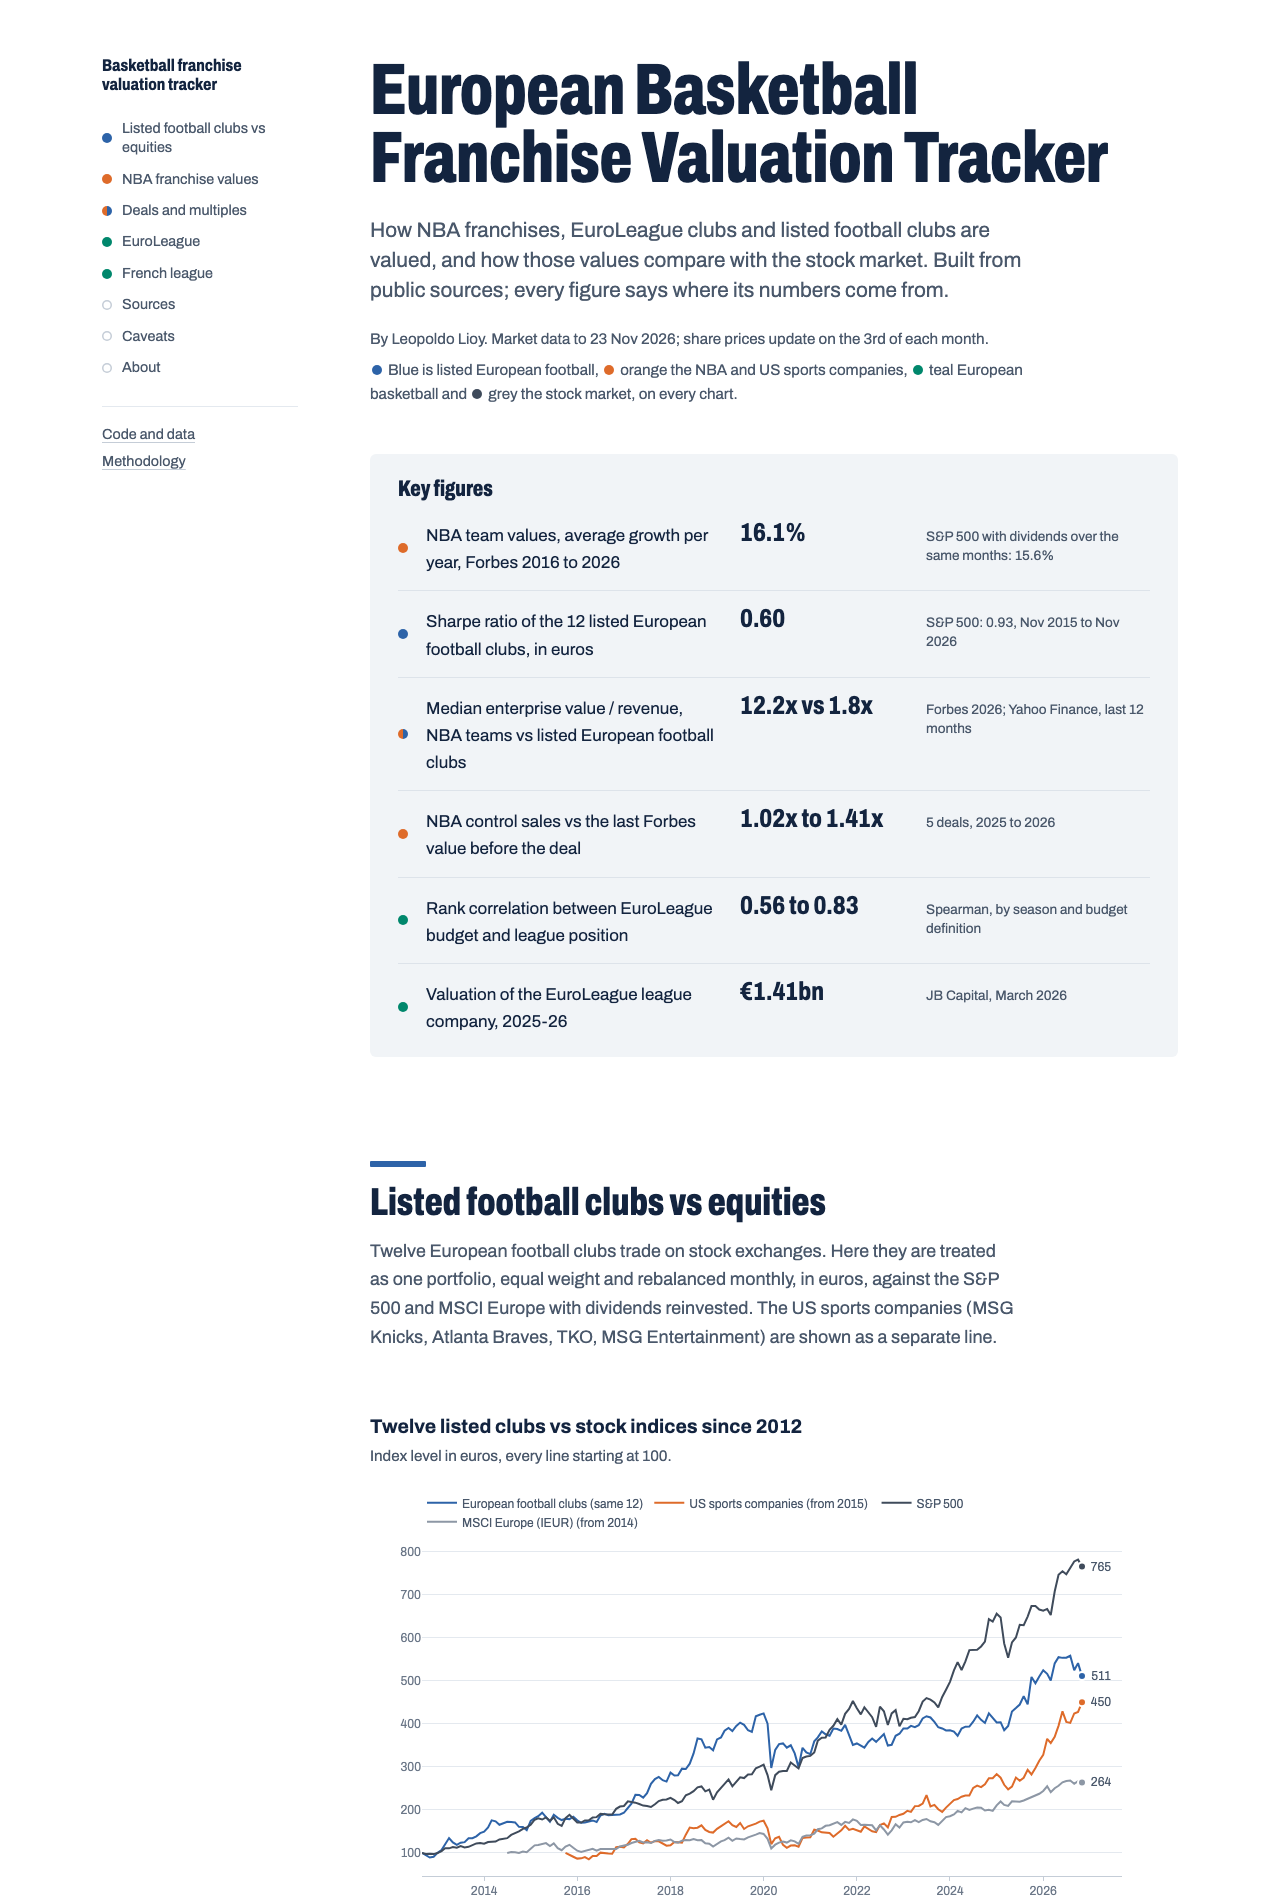 Basketball franchise
valuation tracker
Listed football clubs vs
equities
NBA franchise values
Deals and multiples
EuroLeague
French league
Sources
Caveats
About
Code and data
Methodology
European Basketball
Franchise Valuation Tracker
How NBA franchises, EuroLeague clubs and listed football clubs are
valued, and how those values compare with the stock market. Built from
public sources; every figure says where its numbers come from.
By Leopoldo Lioy. Market data to 23 Nov 2026; share prices update on the 3rd of each month.
Blue is listed European football, orange the NBA and US sports companies, teal European
basketball and grey the stock market, on every chart.
Key figures
NBA team values, average growth per
year, Forbes 2016 to 2026
16.1%
S&P 500 with dividends over the
same months: 15.6%
Sharpe ratio of the 12 listed European
football clubs, in euros
0.60
S&P 500: 0.93, Nov 2015 to Nov
2026
Median enterprise value / revenue,
NBA teams vs listed European football
clubs
12.2x vs 1.8x
Forbes 2026; Yahoo Finance, last 12
months
NBA control sales vs the last Forbes
value before the deal
1.02x to 1.41x
5 deals, 2025 to 2026
Rank correlation between EuroLeague
budget and league position
0.56 to 0.83
Spearman, by season and budget
definition
Valuation of the EuroLeague league
company, 2025-26
€1.41bn
JB Capital, March 2026
Listed football clubs vs equities
Twelve European football clubs trade on stock exchanges. Here they are treated
as one portfolio, equal weight and rebalanced monthly, in euros, against the S&P
500 and MSCI Europe with dividends reinvested. The US sports companies (MSG
Knicks, Atlanta Braves, TKO, MSG Entertainment) are shown as a separate line.
Twelve listed clubs vs stock indices since 2012
Index level in euros, every line starting at 100.
European football clubs (same 12) US sports companies (from 2015) S&P 500
MSCI Europe (IEUR) (from 2014)
800
765
700
600
500
511
450
400
300
264
200
100
2014 2016 2018 2020 2022 2024 2026